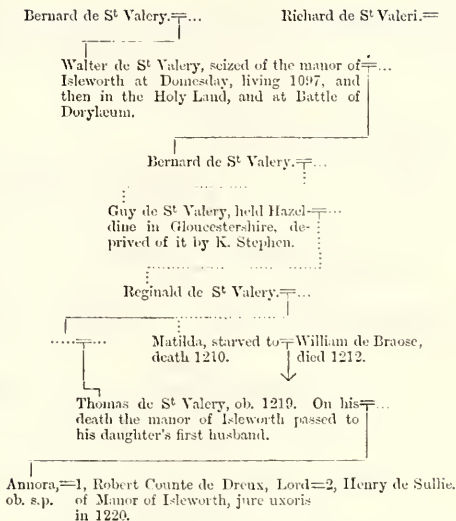 Bernard de St Valery.=... Richard de St Valeri.=
Walter de St Valery, seized of the manor of=...
Isleworth at Domesday, living 1097, and
then in the Holy Land, and at Battle of
Dorylæum.
Bernard de St Valery.=...
Guy de St Valery, held Hazel-=...
dine in Gloucestershire, de-
prived of it by K. Stephen.
Reginald de St Valery.=...
.....=... Matilda, starved to=William de Braose,
death 1210. died 1212.
Thomas de St Valery, ob. 1219. On his=...
death the manor of Isleworth passed to
his daughter's first husband.
Annora,=1, Robert Counte de Dreux, Lord=2, Henry de Sullie.
ob. s.p. of Manor of Isleworth, jure uxoris
in 1220.